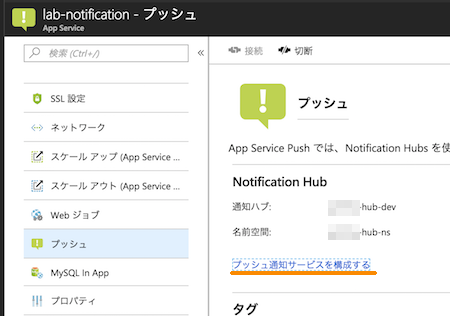 lab-notification - プッシュ
App Service
検索 (Ctrl+/)
«
接続
切断
SSL 設定
ネットワーク
スケール アップ (App Service ...
スケール アウト (App Service ...
Web ジョブ
プッシュ
MySQL In App
プロパティ
プッシュ
App Service Push では、Notification Hubs を使
Notification Hub
通知ハブ: -hub-dev
名前空間: -hub-ns
プッシュ通知サービスを構成する
タグ